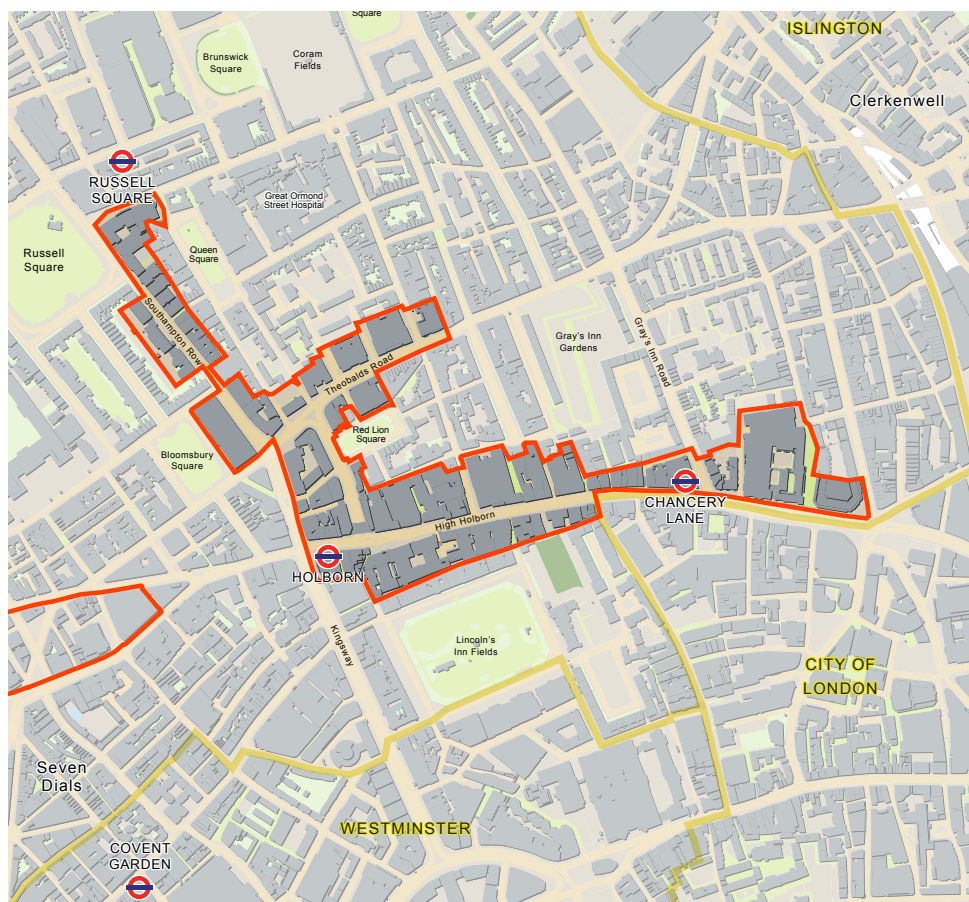 Square
ISLINGTON
Brunswick
Square
Coram
Fields
Clerkenwell
RUSSELL
SQUARE
Great Ormond
Street Hospital
Russell
Square
Queen
Square
Southampton Row
Gray's Inn
Gardens
Gray's Inn Road
Theobalds Road
Red Lion
Square
Bloomsbury
Square
CHANCERY
LANE
High Holborn
HOLBORN
Kingsway
Lincoln's
Inn Fields
CITY OF
LONDON
Seven
Dials
WESTMINSTER
COVENT
GARDEN